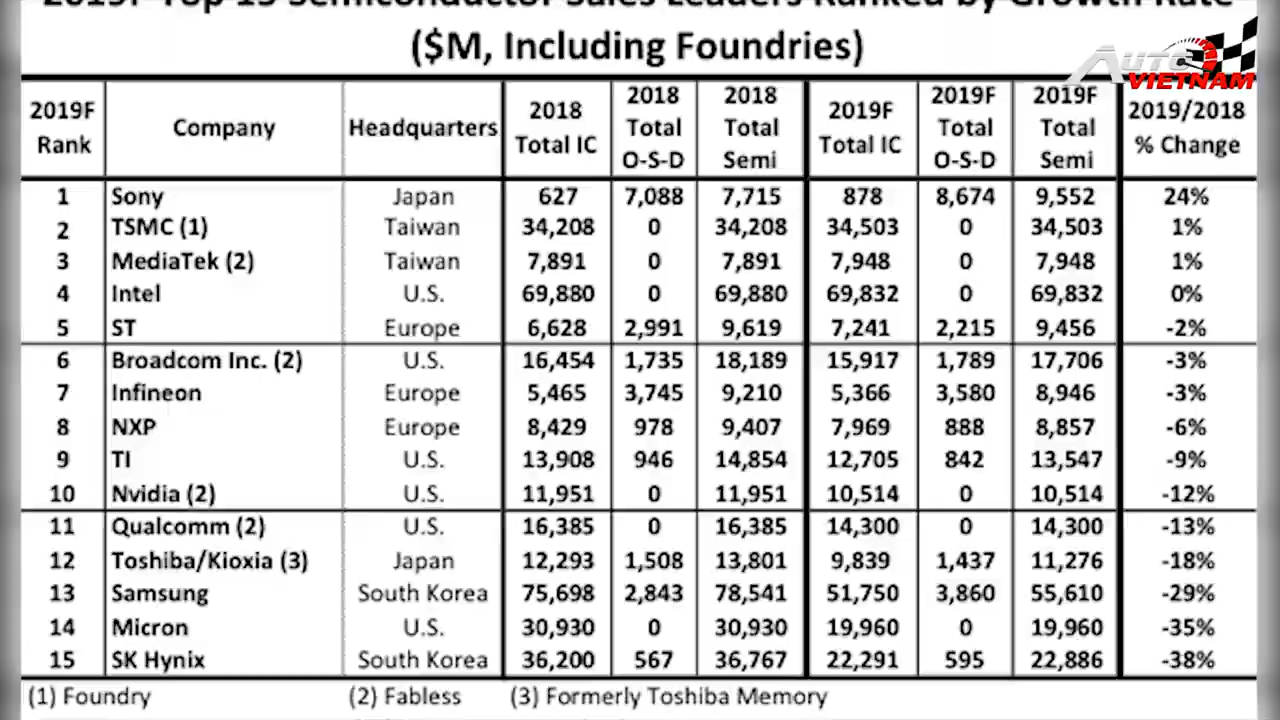 2019F Top 15 Semiconductor Sales Leaders Ranked by Growth Rate
($M, Including Foundries)
AUTO
VIETNAM
2019F Rank Company Headquarters 2018 Total IC 2018 Total O-S-D 2018 Total Semi 2019F Total IC 2019F Total O-S-D 2019F Total Semi 2019/2018 % Change
1 Sony Japan 627 7,088 7,715 878 8,674 9,552 24%
2 TSMC (1) Taiwan 34,208 0 34,208 34,503 0 34,503 1%
3 MediaTek (2) Taiwan 7,891 0 7,891 7,948 0 7,948 1%
4 Intel U.S. 69,880 0 69,880 69,832 0 69,832 0%
5 ST Europe 6,628 2,991 9,619 7,241 2,215 9,456 -2%
6 Broadcom Inc. (2) U.S. 16,454 1,735 18,189 15,917 1,789 17,706 -3%
7 Infineon Europe 5,465 3,745 9,210 5,366 3,580 8,946 -3%
8 NXP Europe 8,429 978 9,407 7,969 888 8,857 -6%
9 TI U.S. 13,908 946 14,854 12,705 842 13,547 -9%
10 Nvidia (2) U.S. 11,951 0 11,951 10,514 0 10,514 -12%
11 Qualcomm (2) U.S. 16,385 0 16,385 14,300 0 14,300 -13%
12 Toshiba/Kioxia (3) Japan 12,293 1,508 13,801 9,839 1,437 11,276 -18%
13 Samsung South Korea 75,698 2,843 78,541 51,750 3,860 55,610 -29%
14 Micron U.S. 30,930 0 30,930 19,960 0 19,960 -35%
15 SK Hynix South Korea 36,200 567 36,767 22,291 595 22,886 -38%
(1) Foundry (2) Fabless (3) Formerly Toshiba Memory